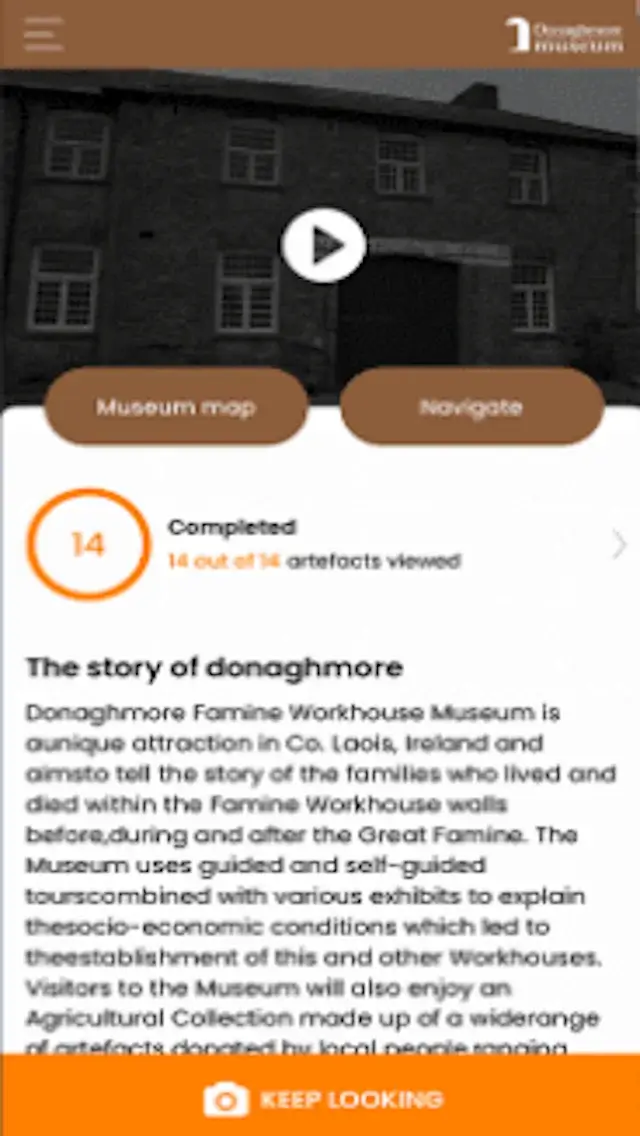 Donaghmore
museum
Museum map
Navigate
14
Completed
14 out of 14 artefacts viewed
The story of donaghmore
Donaghmore Famine Workhouse Museum is
aunique attraction in Co. Laois, Ireland and
aimsto tell the story of the families who lived and
died within the Famine Workhouse walls
before,during and after the Great Famine. The
Museum uses guided and self-guided
tourscombined with various exhibits to explain
thesocio-economic conditions which led to
theestablishment of this and other Workhouses.
Visitors to the Museum will also enjoy an
Agricultural Collection made up of a widerange
of artefacts donated by local people ranging
KEEP LOOKING